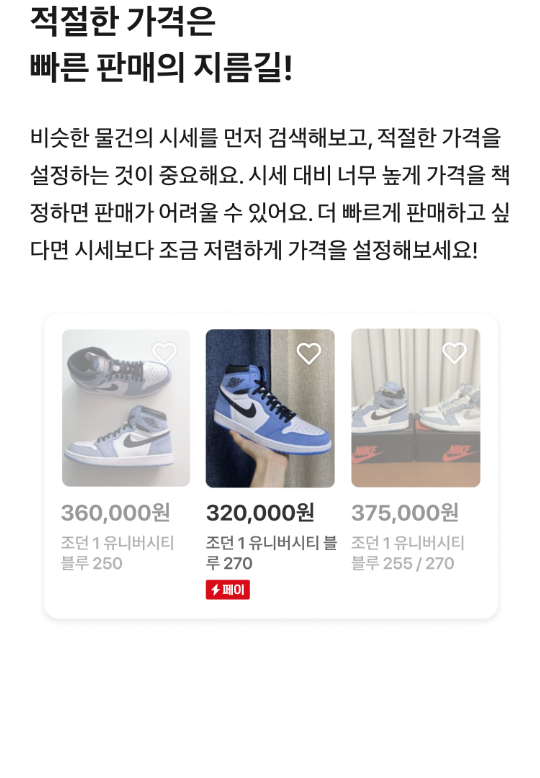 적절한 가격은
빠른 판매의 지름길!
비슷한 물건의 시세를 먼저 검색해보고, 적절한 가격을
설정하는 것이 중요해요. 시세 대비 너무 높게 가격을 책
정하면 판매가 어려울 수 있어요. 더 빠르게 판매하고 싶
다면 시세보다 조금 저렴하게 가격을 설정해보세요!
NIKE
NIKE
360,000원
조던 1 유니버시티
블루 250
320,000원
조던 1 유니버시티 블
루 270
페이
375,000원
조던 1 유니버시티
블루 255 / 270